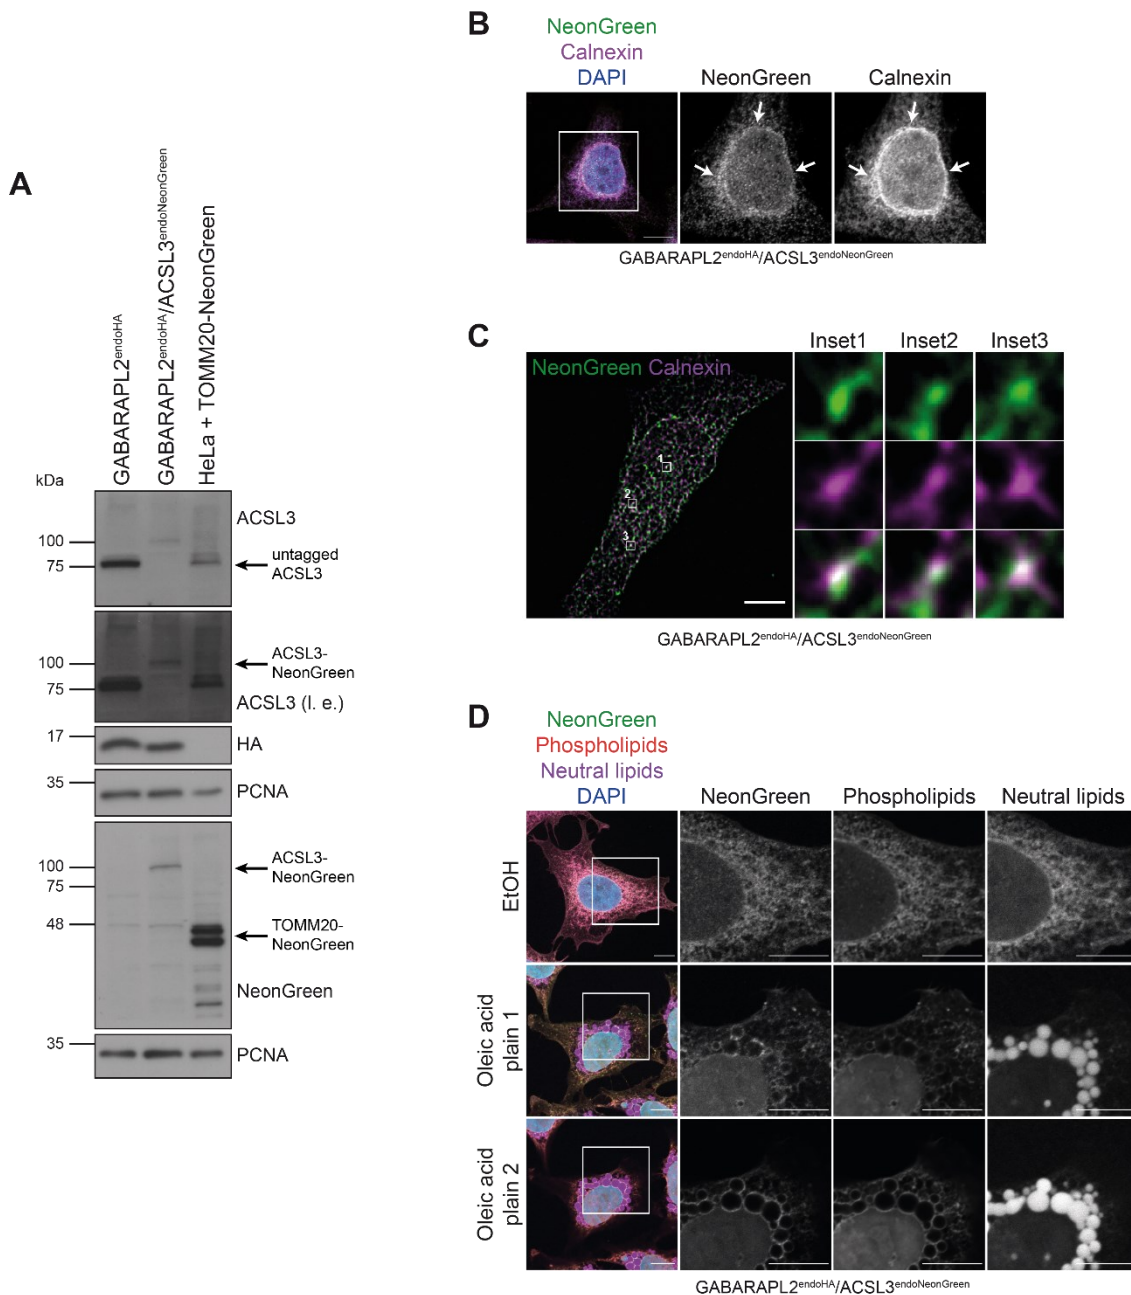 A
GABARAPL2endoHA
GABARAPL2endoHA/ACSL3endoNeonGreen
HeLa + TOMM20-NeonGreen
kDa
ACSL3
100
75
untagged
ACSL3
100
75
ACSL3-
NeonGreen
ACSL3 (l. e.)
17
HA
35
PCNA
100
75
48
ACSL3-
NeonGreen
TOMM20-
NeonGreen
NeonGreen
35
PCNA
B
NeonGreen
Calnexin
DAPI
NeonGreen
Calnexin
GABARAPL2endoHA/ACSL3endoNeonGreen
C
NeonGreen Calnexin
Inset1
Inset2
Inset3
1
2
3
GABARAPL2endoHA/ACSL3endoNeonGreen
D
NeonGreen
Phospholipids
Neutral lipids
DAPI
NeonGreen
Phospholipids
Neutral lipids
EtOH
Oleic acid
plain 1
Oleic acid
plain 2
GABARAPL2endoHA/ACSL3endoNeonGreen